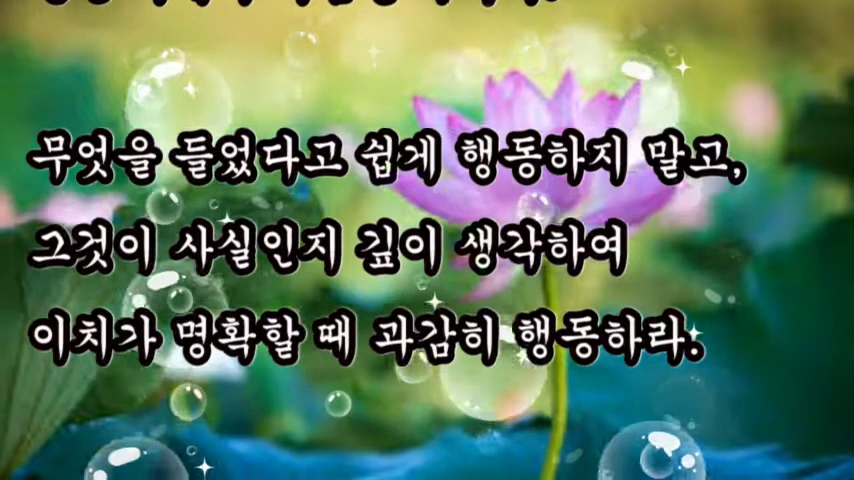 무엇을 들었다고 쉽게 행동하지 말고,
그것이 사실인지 깊이 생각하여
이치가 명확할 때 과감히 행동하라.